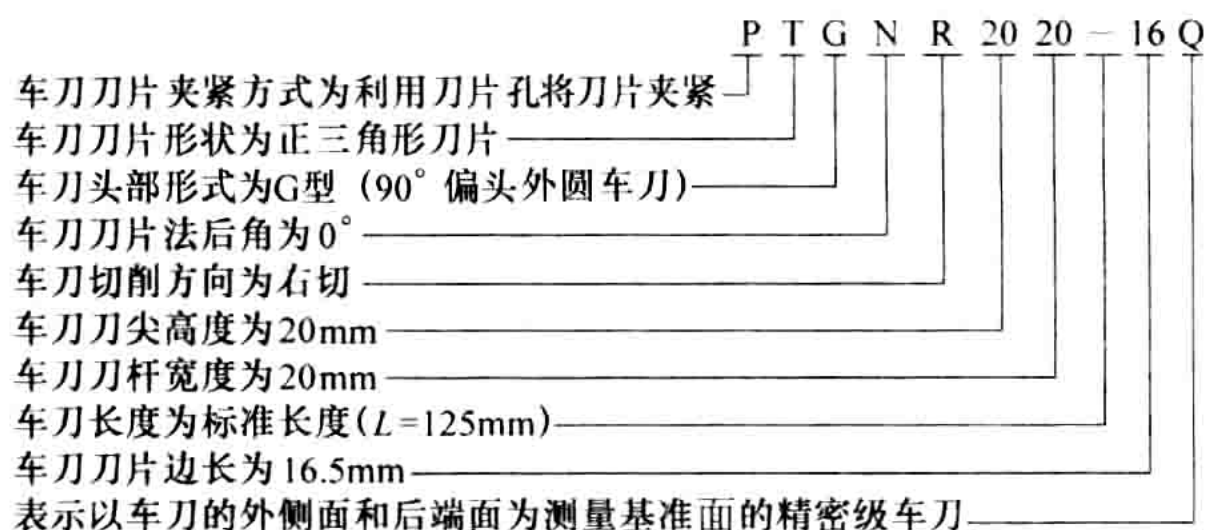 P T G N R 20 20 - 16 Q
车刀刀片夹紧方式为利用刀片孔将刀片夹紧
车刀刀片形状为正三角形刀片
车刀头部形式为G型（90°偏头外圆车刀）
车刀刀片法后角为0°
车刀切削方向为右切
车刀刀尖高度为20mm
车刀刀杆宽度为20mm
车刀长度为标准长度(L=125mm)
车刀刀片边长为16.5mm
表示以车刀的外侧面和后端面为测量基准面的精密级车刀